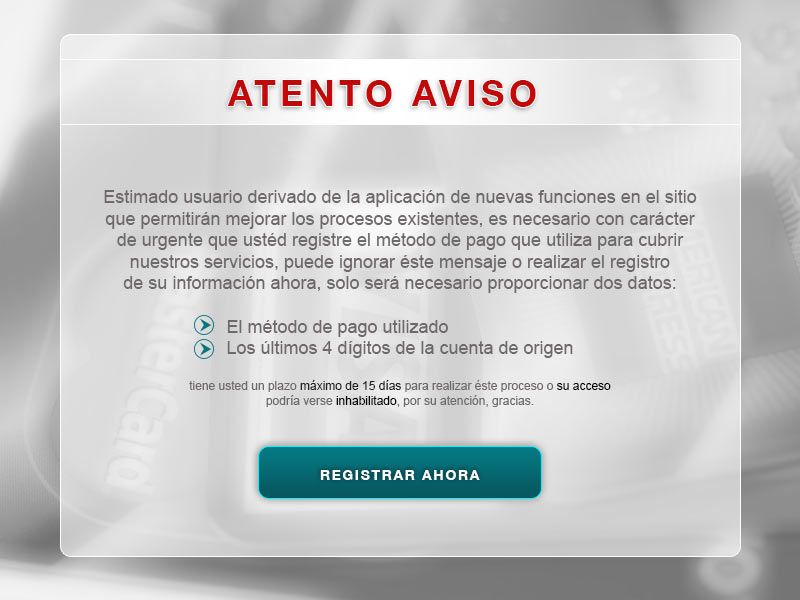 ATENTO AVISO
Estimado usuario derivado de la aplicación de nuevas funciones en el sitio
que permitirán mejorar los procesos existentes, es necesario con carácter
de urgente que ustéd registre el método de pago que utiliza para cubrir
nuestros servicios, puede ignorar éste mensaje o realizar el registro
de su información ahora, solo será necesario proporcionar dos datos:
El método de pago utilizado
Los últimos 4 dígitos de la cuenta de origen
tiene usted un plazo máximo de 15 días para realizar éste proceso o su acceso
podría verse inhabilitado, por su atención, gracias.
REGISTRAR AHORA